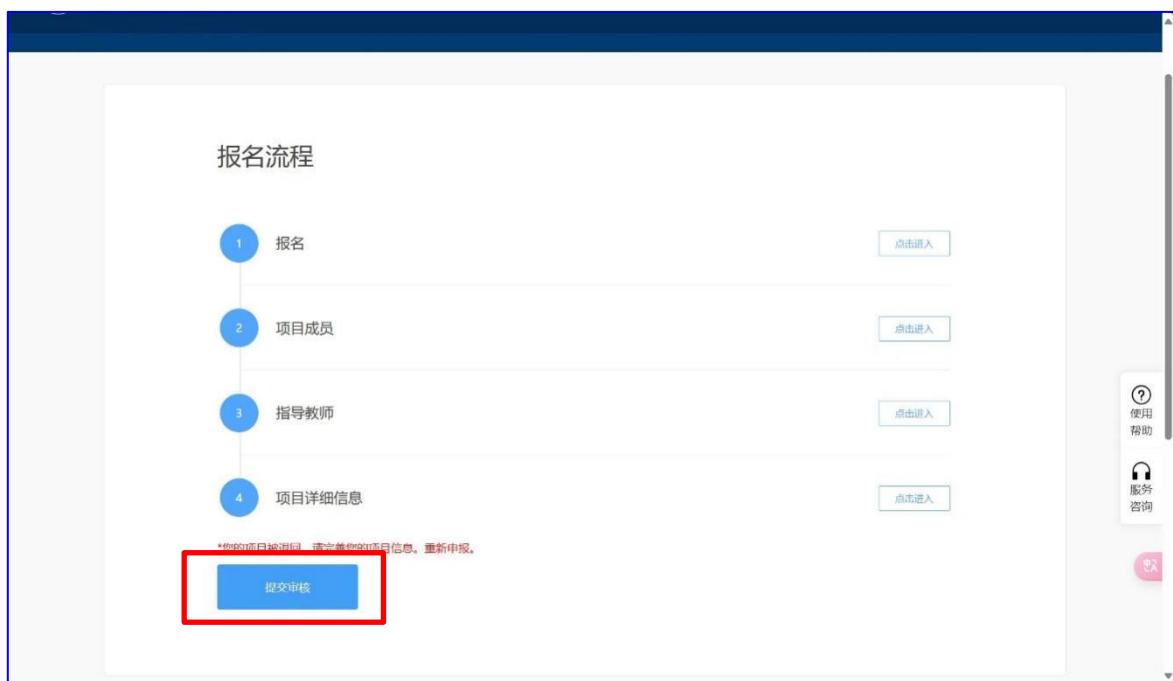 报名流程
1 报名 点击进入
2 项目成员 点击进入
3 指导教师 点击进入
4 项目详细信息 点击进入
*您的项目被退回，请完善您的项目信息。重新申报。
提交审核
使用
帮助
服务
咨询